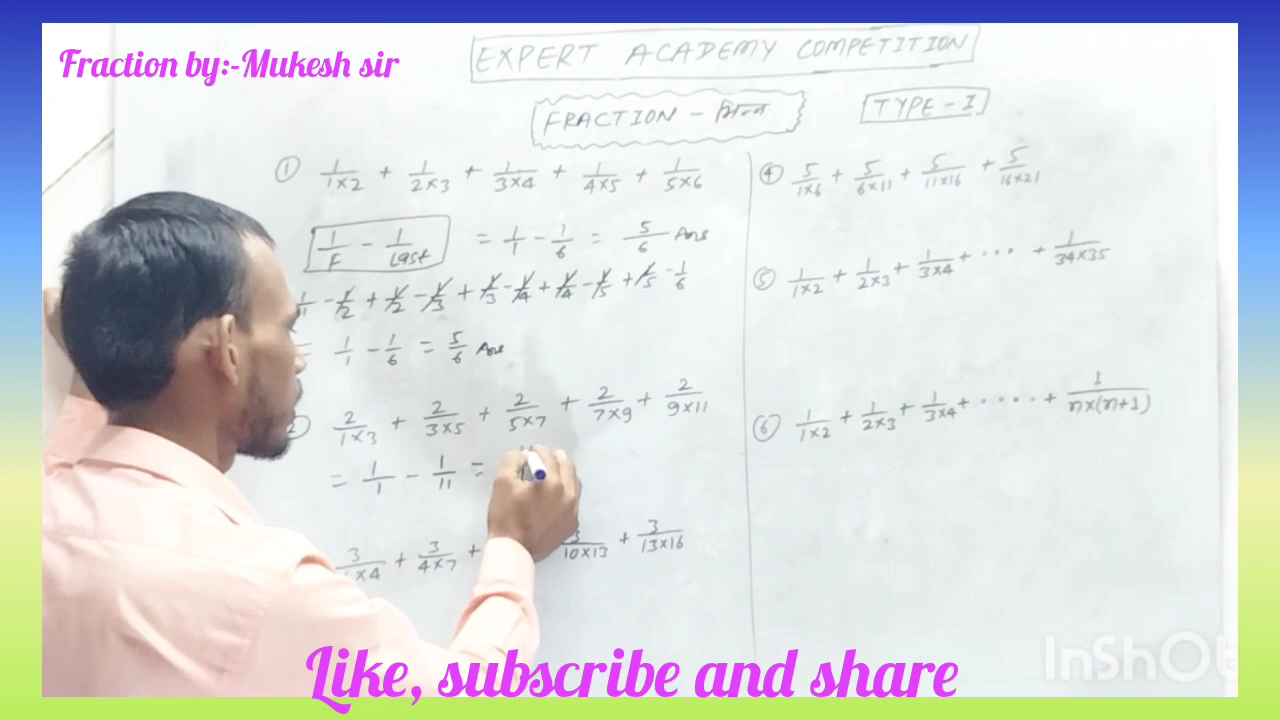 Fraction by:-Mukesh sir
EXPERT ACADEMY COMPETITION
FRACTION - भिन्न
TYPE - I
① 1/1×2 + 1/2×3 + 1/3×4 + 1/4×5 + 1/5×6
1/F - 1/Last = 1/1 - 1/6 = 5/6 Ans
1/1 - 1/2 + 1/2 - 1/3 + 1/3 - 1/4 + 1/4 - 1/5 + 1/5 - 1/6
= 1/1 - 1/6 = 5/6 Ans
2 2/1×3 + 2/3×5 + 2/5×7 + 2/7×9 + 2/9×11
= 1/1 - 1/11 =
3/1×4 + 3/4×7 + 3/10×13 + 3/13×16
④ 5/1×6 + 5/6×11 + 5/11×16 + 5/16×21
⑤ 1/1×2 + 1/2×3 + 1/3×4 + ... + 1/34×35
⑥ 1/1×2 + 1/2×3 + 1/3×4 + ..... + 1/n×(n+1)
Like, subscribe and share
InShOt